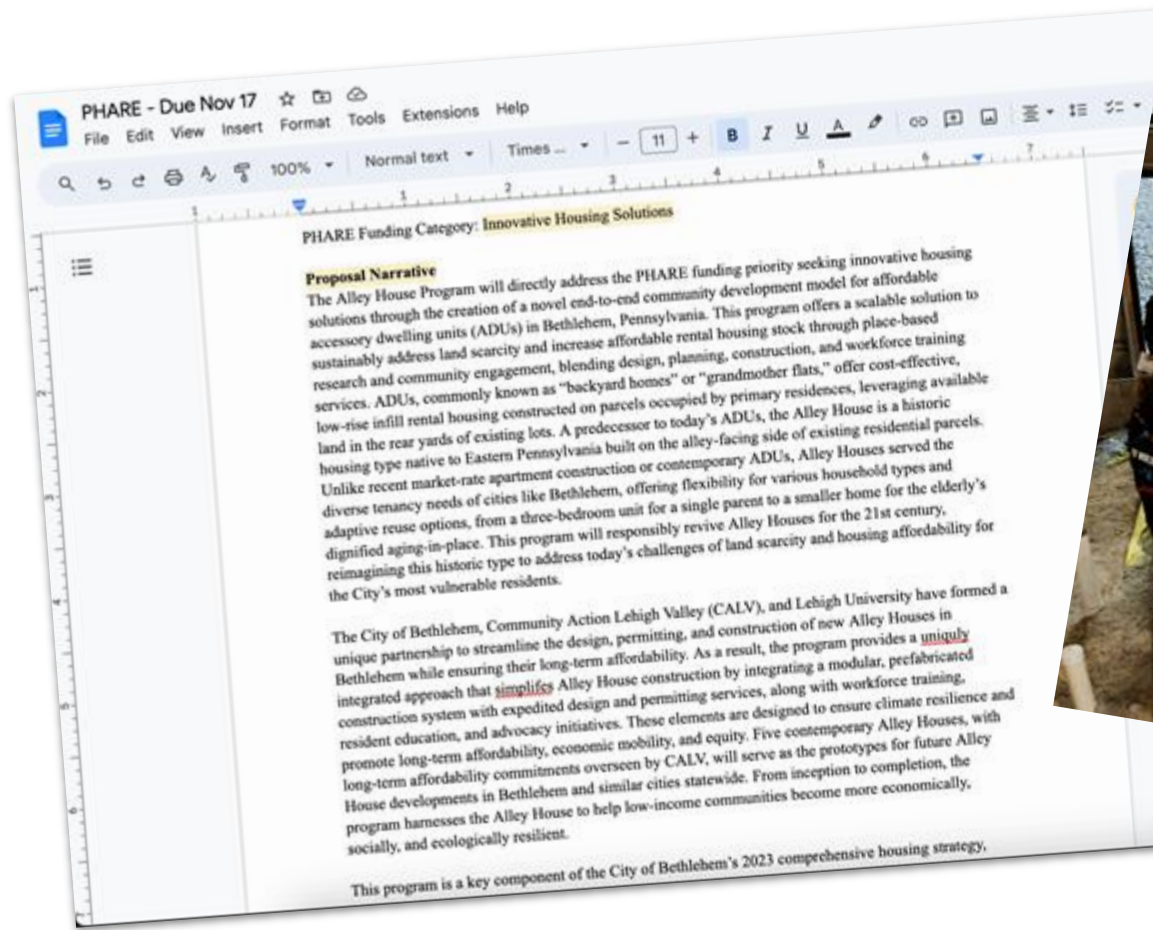 PHARE - Due Nov 17
File Edit View Insert Format Tools Extensions Help
100% Normal text Times ... − 11 + B I U A
1 1 2 3 4 5 6 7
PHARE Funding Category: Innovative Housing Solutions
Proposal Narrative
The Alley House Program will directly address the PHARE funding priority seeking innovative housing
solutions through the creation of a novel end-to-end community development model for affordable
accessory dwelling units (ADUs) in Bethlehem, Pennsylvania. This program offers a scalable solution to
sustainably address land scarcity and increase affordable rental housing stock through place-based
research and community engagement, blending design, planning, construction, and workforce training
services. ADUs, commonly known as “backyard homes” or “grandmother flats,” offer cost-effective,
low-rise infill rental housing constructed on parcels occupied by primary residences, leveraging available
land in the rear yards of existing lots. A predecessor to today’s ADUs, the Alley House is a historic
housing type native to Eastern Pennsylvania built on the alley-facing side of existing residential parcels.
Unlike recent market-rate apartment construction or contemporary ADUs, Alley Houses served the
diverse tenancy needs of cities like Bethlehem, offering flexibility for various household types and
adaptive reuse options, from a three-bedroom unit for a single parent to a smaller home for the elderly’s
dignified aging-in-place. This program will responsibly revive Alley Houses for the 21st century,
reimagining this historic type to address today’s challenges of land scarcity and housing affordability for
the City’s most vulnerable residents.
The City of Bethlehem, Community Action Lehigh Valley (CALV), and Lehigh University have formed a
unique partnership to streamline the design, permitting, and construction of new Alley Houses in
Bethlehem while ensuring their long-term affordability. As a result, the program provides a uniquly
integrated approach that simplifes Alley House construction by integrating a modular, prefabricated
construction system with expedited design and permitting services, along with workforce training,
resident education, and advocacy initiatives. These elements are designed to ensure climate resilience and
promote long-term affordability, economic mobility, and equity. Five contemporary Alley Houses, with
long-term affordability commitments overseen by CALV, will serve as the prototypes for future Alley
House developments in Bethlehem and similar cities statewide. From inception to completion, the
program harnesses the Alley House to help low-income communities become more economically,
socially, and ecologically resilient.
This program is a key component of the City of Bethlehem’s 2023 comprehensive housing strategy,